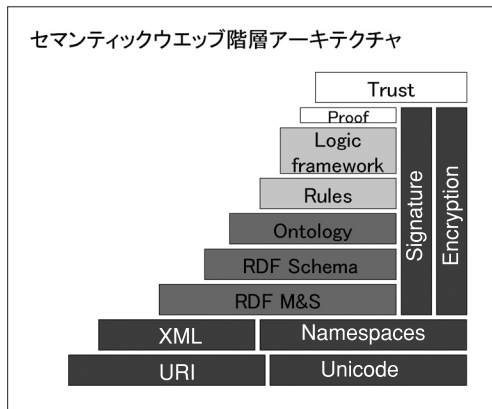 セマンティックウエッブ階層アーキテクチャ
Trust
Proof
Logic
framework
Rules
Ontology
RDF Schema
RDF M&S
Signature
Encryption
XML
Namespaces
URI
Unicode